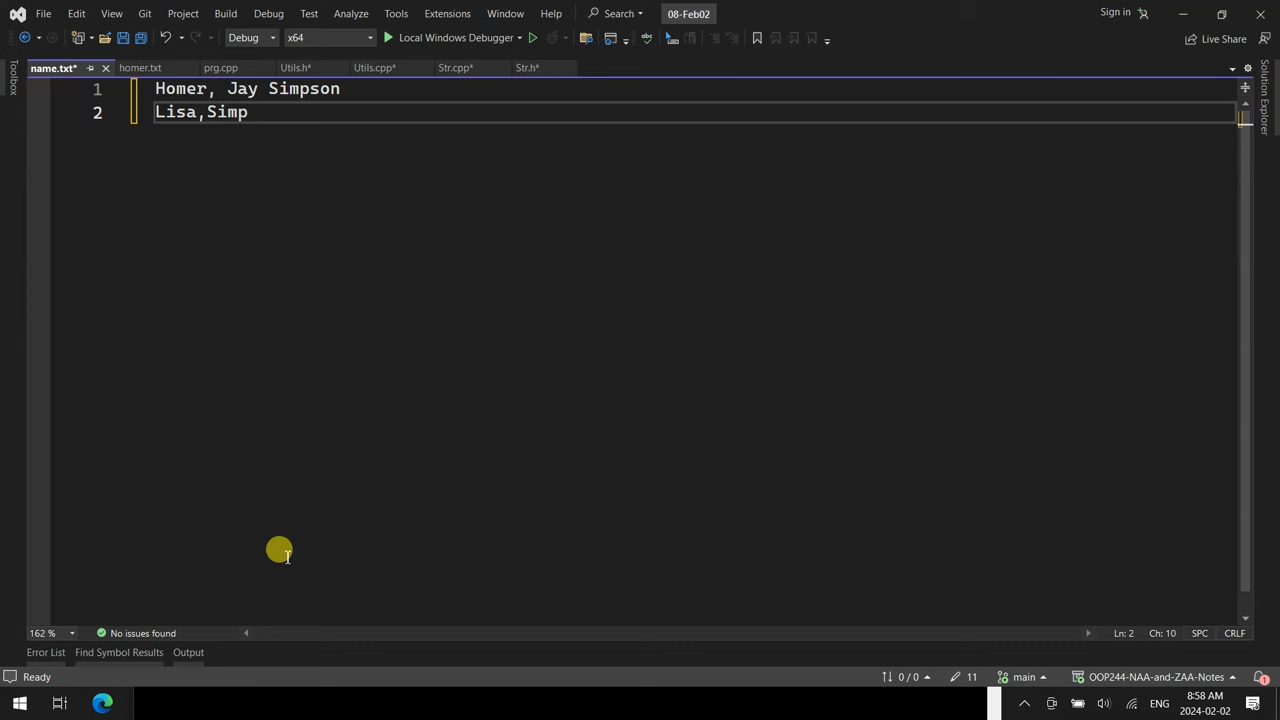 File Edit View Git Project Build Debug Test Analyze Tools Extensions Window Help Search 08-Feb02 Sign in
Debug x64 Local Windows Debugger Live Share
name.txt* homer.txt prg.cpp Utils.h* Utils.cpp* Str.cpp* Str.h*
Toolbox
Solution Explorer
1 Homer, Jay Simpson
2 Lisa,Simp
162 % No issues found Ln: 2 Ch: 10 SPC CRLF
Error List Find Symbol Results Output
Ready 0 / 0 11 main OOP244-NAA-and-ZAA-Notes 1
ENG 8:58 AM
2024-02-02